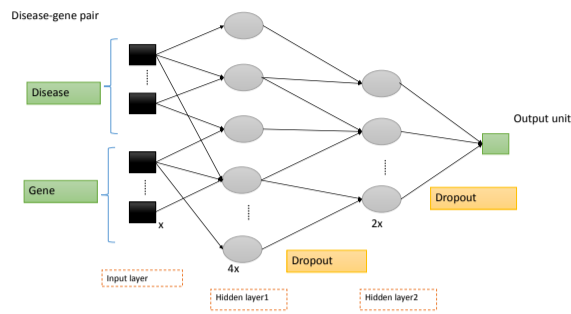 Disease-gene pair
Disease
Gene
x
4x
2x
Output unit
Dropout
Dropout
Input layer
Hidden layer1
Hidden layer2